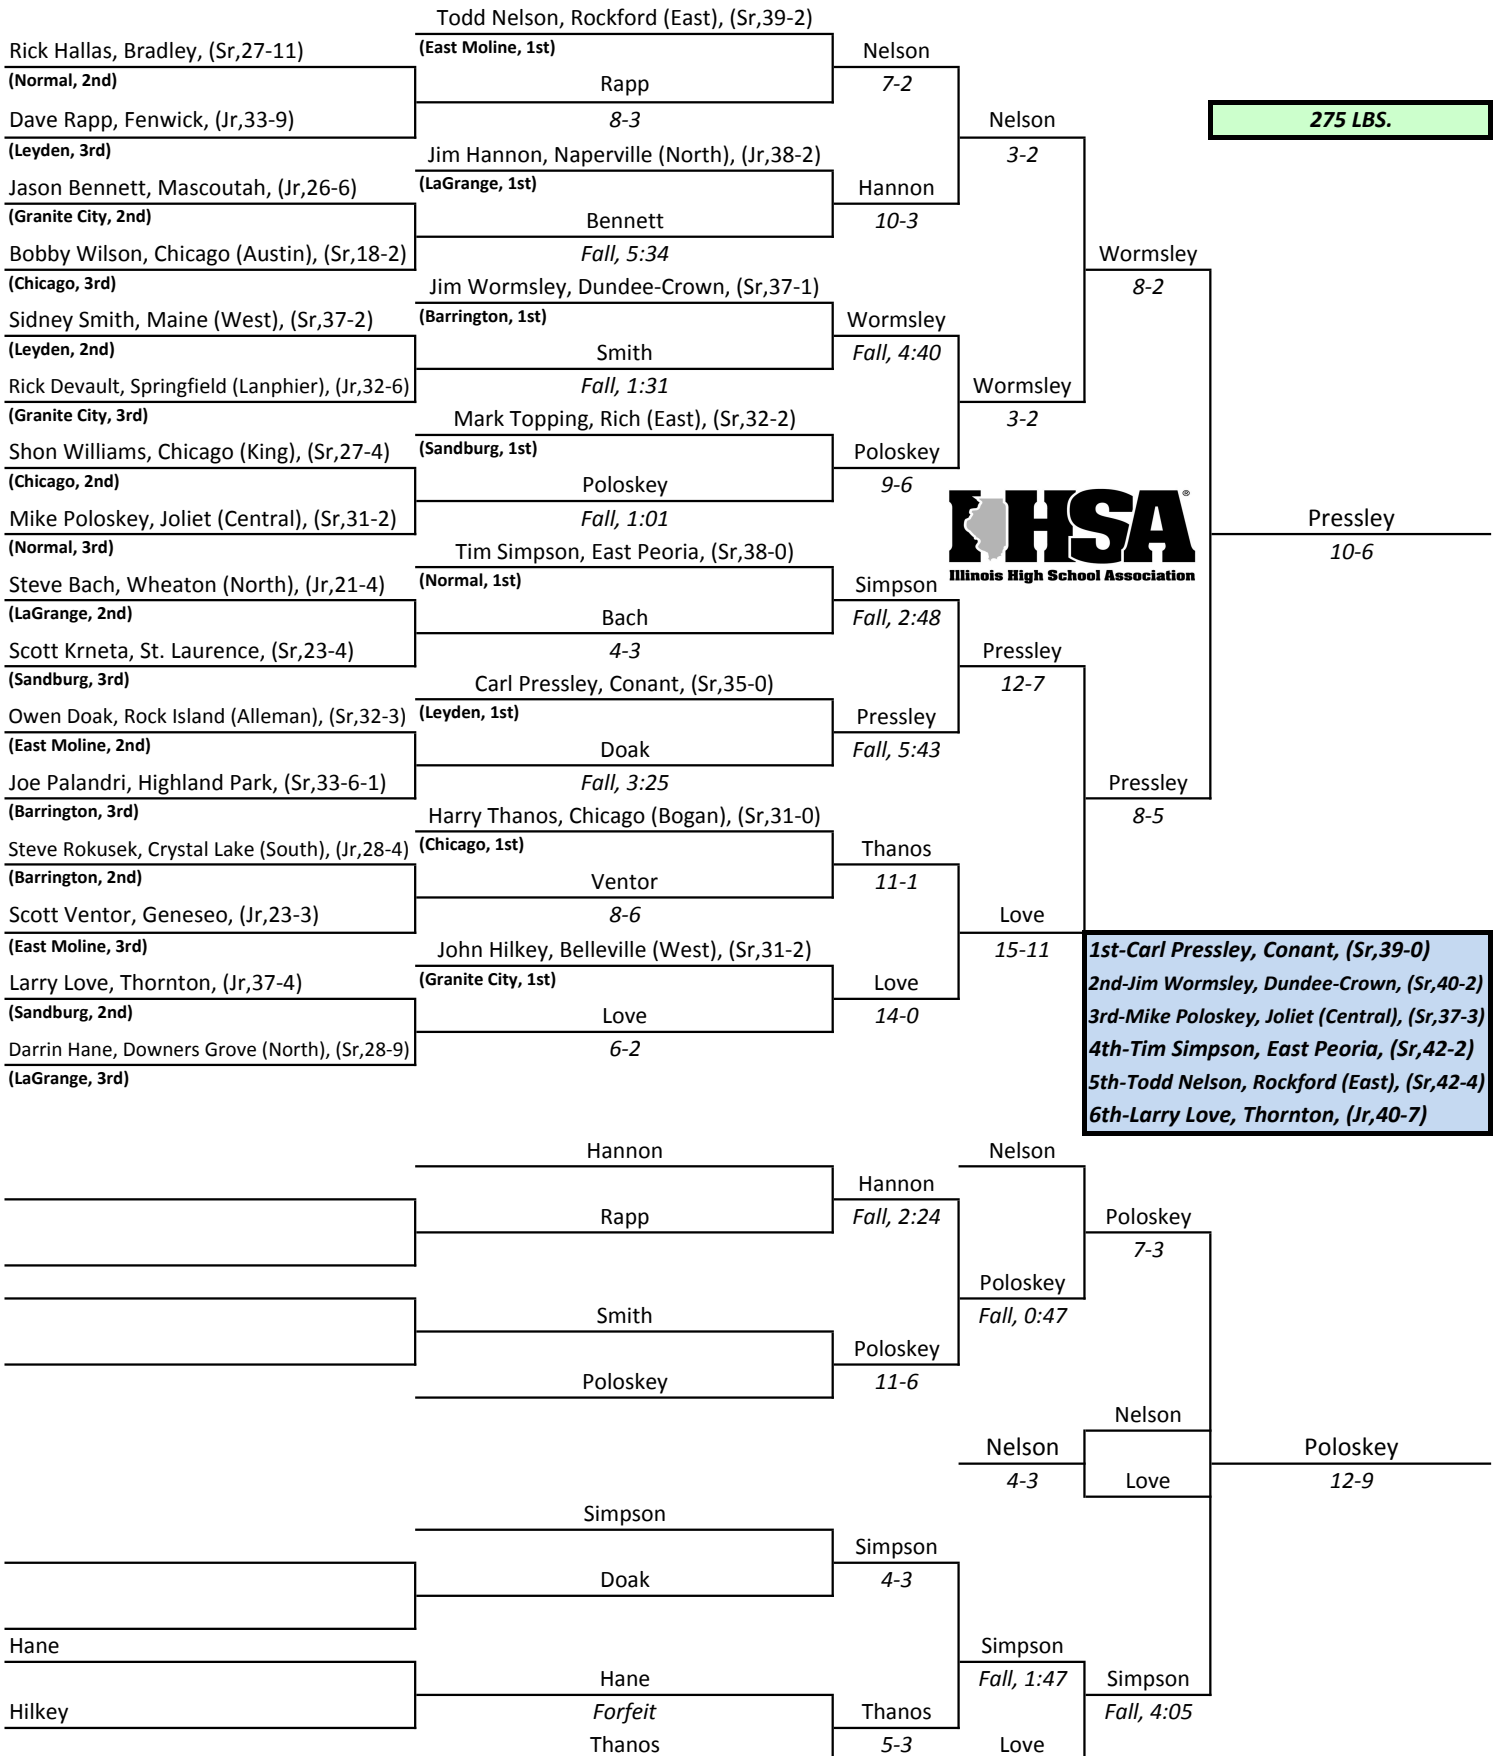 Todd Nelson, Rockford (East), (Sr,39-2)
Rick Hallas, Bradley, (Sr,27-11)
(East Moline, 1st)
Nelson
(Normal, 2nd)
Rapp
7-2
Dave Rapp, Fenwick, (Jr,33-9)
8-3
Nelson
275 LBS.
(Leyden, 3rd)
Jim Hannon, Naperville (North), (Jr,38-2)
3-2
Jason Bennett, Mascoutah, (Jr,26-6)
(LaGrange, 1st)
Hannon
(Granite City, 2nd)
Bennett
10-3
Bobby Wilson, Chicago (Austin), (Sr,18-2)
Fall, 5:34
Wormsley
(Chicago, 3rd)
Jim Wormsley, Dundee-Crown, (Sr,37-1)
8-2
Sidney Smith, Maine (West), (Sr,37-2)
(Barrington, 1st)
Wormsley
(Leyden, 2nd)
Smith
Fall, 4:40
Rick Devault, Springfield (Lanphier), (Jr,32-6)
Fall, 1:31
Wormsley
(Granite City, 3rd)
Mark Topping, Rich (East), (Sr,32-2)
3-2
Shon Williams, Chicago (King), (Sr,27-4)
(Sandburg, 1st)
Poloskey
(Chicago, 2nd)
Poloskey
9-6
Mike Poloskey, Joliet (Central), (Sr,31-2)
Fall, 1:01
IHSA®
Pressley
(Normal, 3rd)
Tim Simpson, East Peoria, (Sr,38-0)
10-6
Steve Bach, Wheaton (North), (Jr,21-4)
(Normal, 1st)
Simpson
Illinois High School Association
(LaGrange, 2nd)
Bach
Fall, 2:48
Scott Krneta, St. Laurence, (Sr,23-4)
4-3
Pressley
(Sandburg, 3rd)
Carl Pressley, Conant, (Sr,35-0)
12-7
Owen Doak, Rock Island (Alleman), (Sr,32-3)
(Leyden, 1st)
Pressley
(East Moline, 2nd)
Doak
Fall, 5:43
Joe Palandri, Highland Park, (Sr,33-6-1)
Fall, 3:25
Pressley
(Barrington, 3rd)
Harry Thanos, Chicago (Bogan), (Sr,31-0)
8-5
Steve Rokusek, Crystal Lake (South), (Jr,28-4)
(Chicago, 1st)
Thanos
(Barrington, 2nd)
Ventor
11-1
Scott Ventor, Geneseo, (Jr,23-3)
8-6
Love
(East Moline, 3rd)
John Hilkey, Belleville (West), (Sr,31-2)
15-11
1st-Carl Pressley, Conant, (Sr,39-0)
Larry Love, Thornton, (Jr,37-4)
(Granite City, 1st)
Love
2nd-Jim Wormsley, Dundee-Crown, (Sr,40-2)
(Sandburg, 2nd)
Love
14-0
3rd-Mike Poloskey, Joliet (Central), (Sr,37-3)
Darrin Hane, Downers Grove (North), (Sr,28-9)
6-2
4th-Tim Simpson, East Peoria, (Sr,42-2)
(LaGrange, 3rd)
5th-Todd Nelson, Rockford (East), (Sr,42-4)
6th-Larry Love, Thornton, (Jr,40-7)
Hannon
Nelson
Hannon
Rapp
Fall, 2:24
Poloskey
7-3
Poloskey
Smith
Fall, 0:47
Poloskey
Poloskey
11-6
Nelson
Nelson
Poloskey
4-3
Love
12-9
Simpson
Simpson
Doak
4-3
Hane
Simpson
Hane
Fall, 1:47
Simpson
Hilkey
Forfeit
Thanos
Fall, 4:05
Thanos
5-3
Love